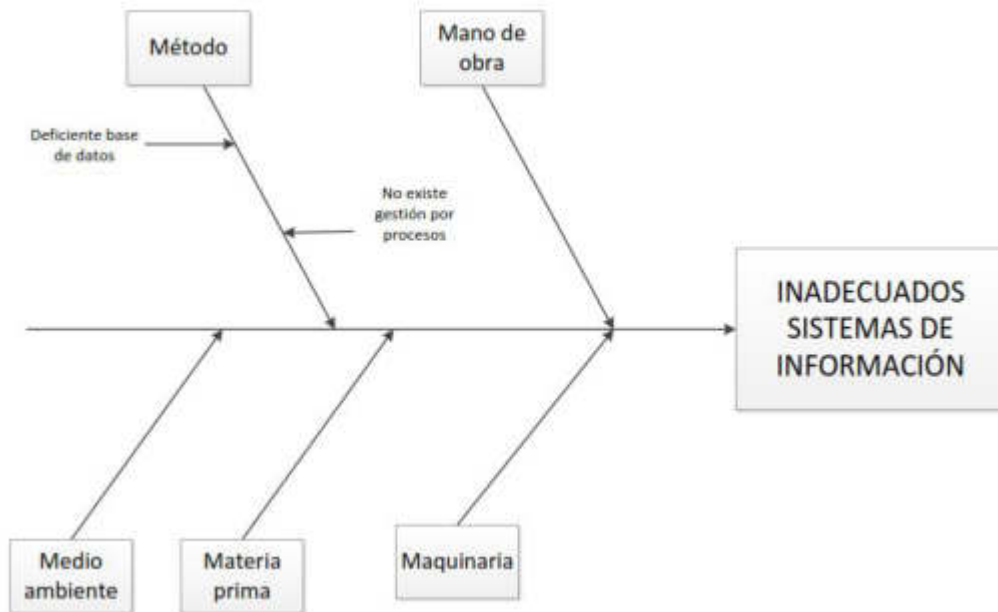 Método
Mano de
obra
Deficiente base
de datos
No existe
gestión por
procesos
INADECUADOS
SISTEMAS DE
INFORMACIÓN
Medio
ambiente
Materia
prima
Maquinaria